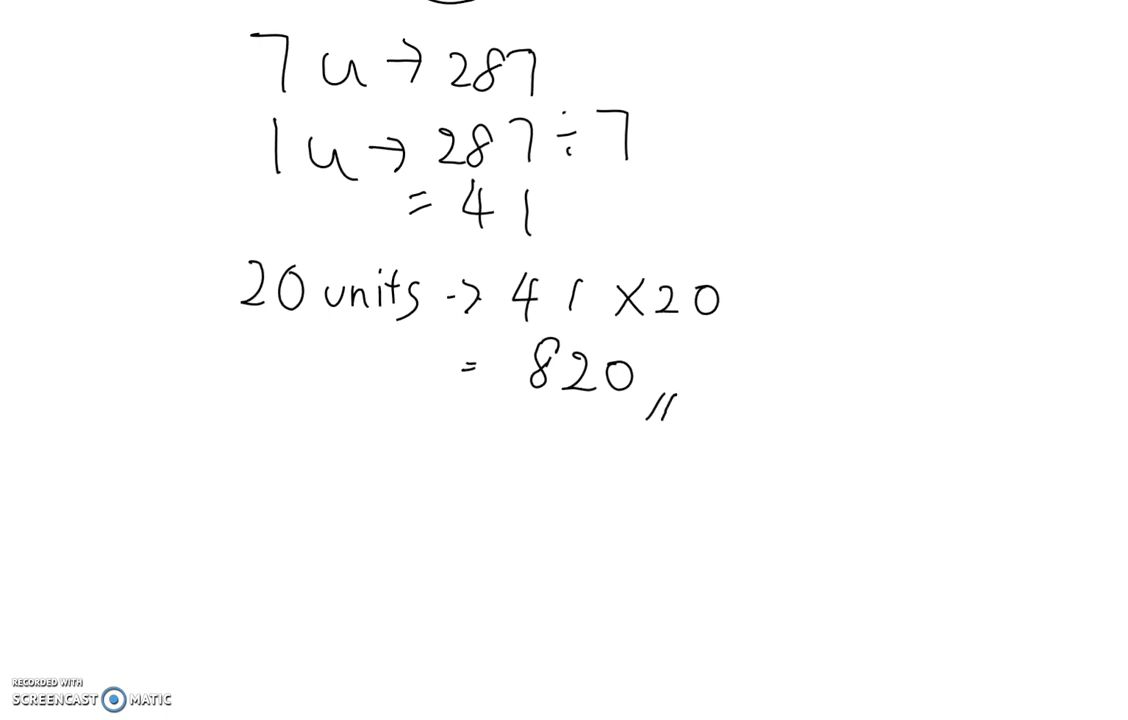 7 u → 287
1 u → 287 ÷ 7
= 41
20 units → 41 × 20
= 820 //
RECORDED WITH
SCREENCAST MATIC